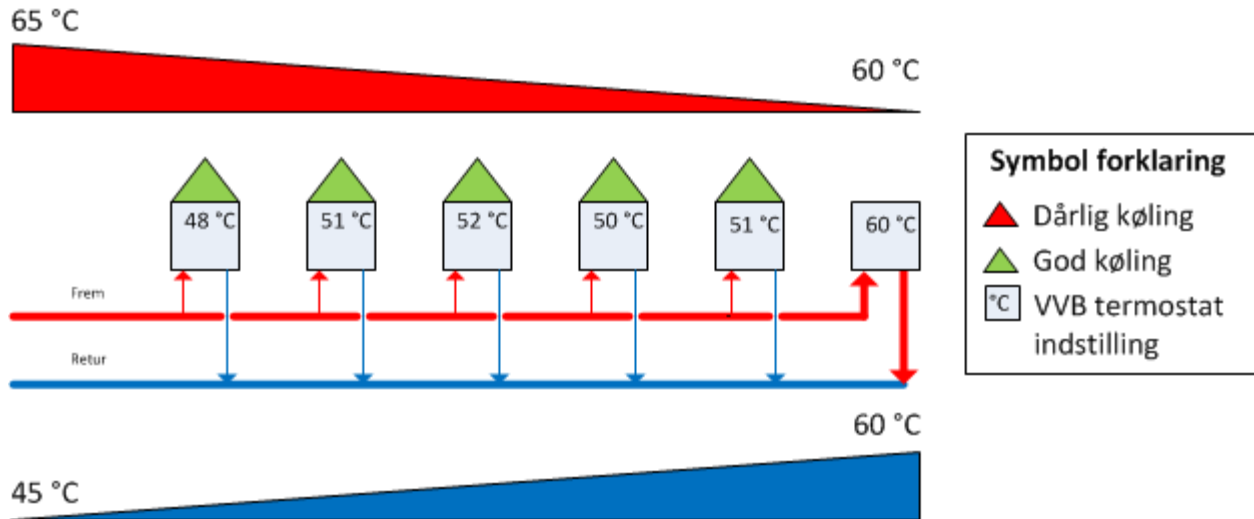 65 °C
60 °C
48 °C
51 °C
52 °C
50 °C
51 °C
60 °C
Frem
Retur
60 °C
45 °C
Symbol forklaring
Dårlig køling
God køling
°C
VVB termostat
indstilling